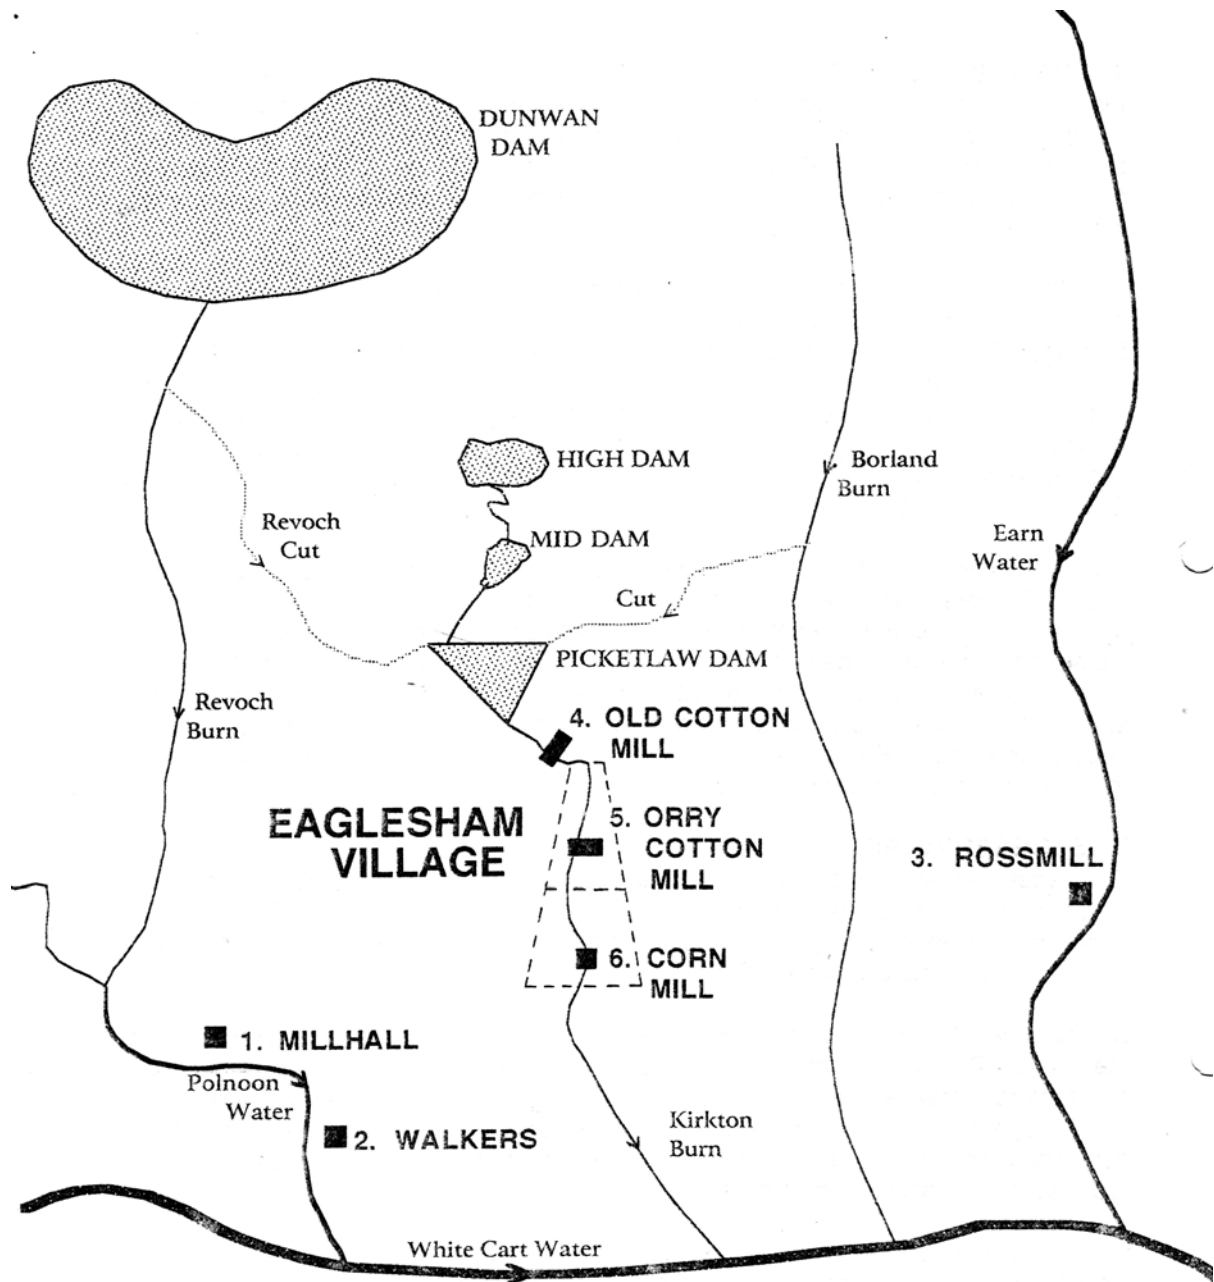 DUNWAN
DAM
HIGH DAM
Borland
Burn
Revoch
Cut
MID DAM
Earn
Water
Cut
PICKETLAW DAM
Revoch
Burn
4. OLD COTTON
MILL
EAGLESHAM
VILLAGE
5. ORRY
COTTON
MILL
3. ROSSMILL
6. CORN
MILL
1. MILLHALL
Polnoon
Water
2. WALKERS
Kirkton
Burn
White Cart Water